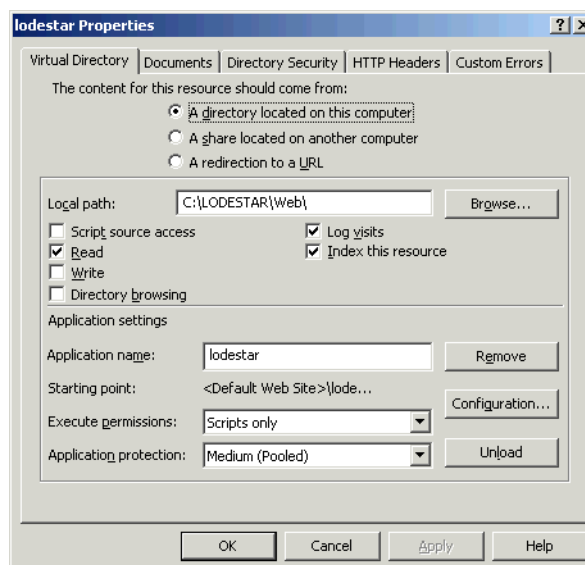 lodestar Properties
Virtual Directory Documents Directory Security HTTP Headers Custom Errors
The content for this resource should come from:
A directory located on this computer
A share located on another computer
A redirection to a URL
Local path: C:\LODESTAR\Web\ Browse...
Script source access Log visits
Read Index this resource
Write
Directory browsing
Application settings
Application name: lodestar Remove
Starting point: <Default Web Site>\lode...
Configuration...
Execute permissions: Scripts only
Application protection: Medium (Pooled) Unload
OK Cancel Apply Help